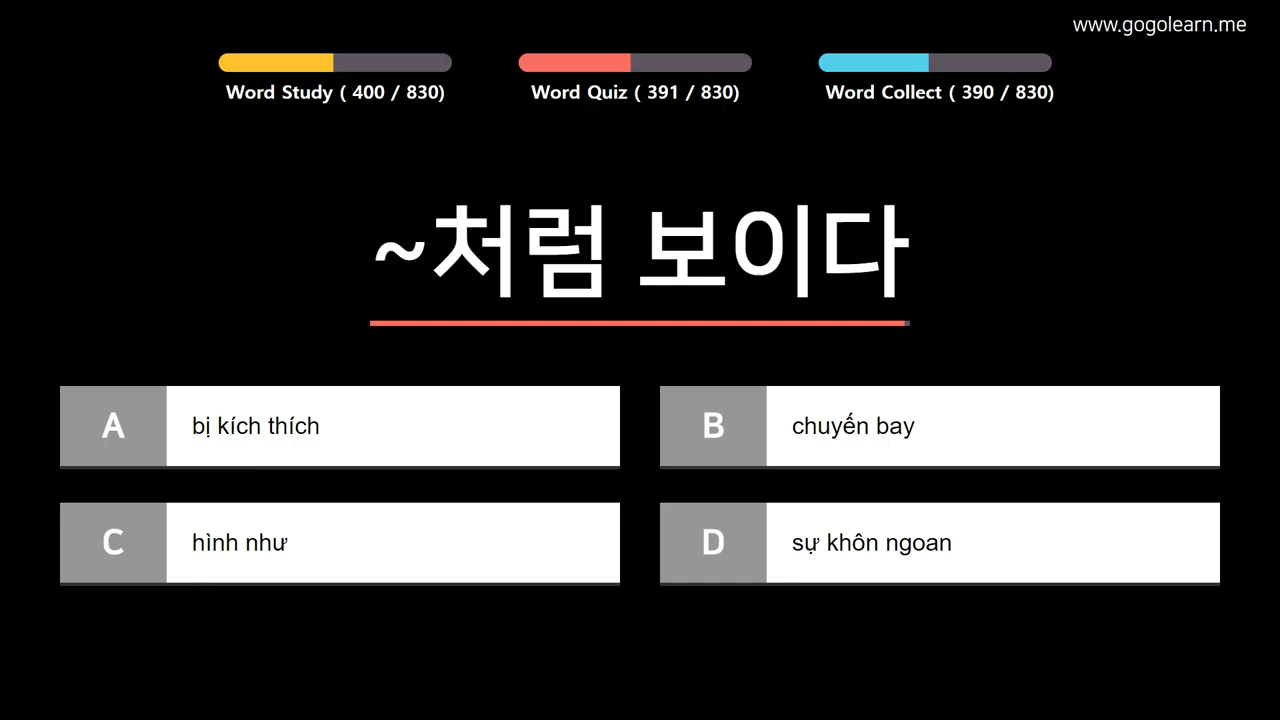 www.gogolearn.me
Word Study ( 400 / 830)
Word Quiz ( 391 / 830)
Word Collect ( 390 / 830)
~처럼 보이다
A bị kích thích
B chuyến bay
C hình như
D sự khôn ngoan